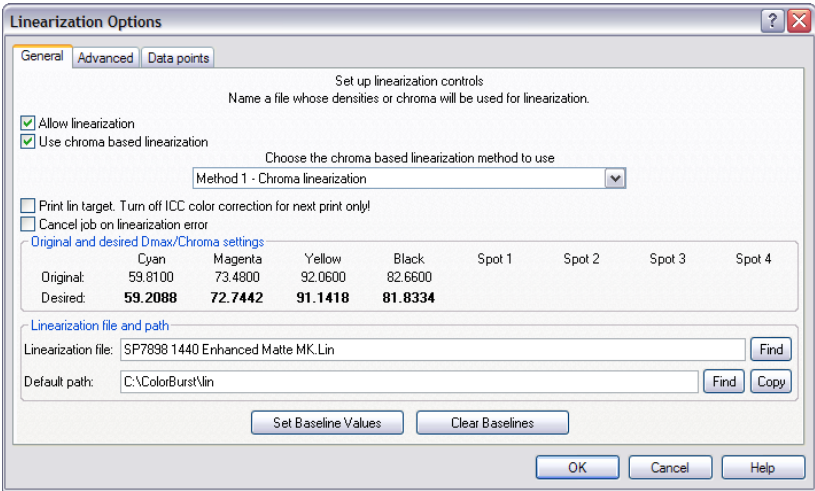 Linearization Options
General Advanced Data points
Set up linearization controls
Name a file whose densities or chroma will be used for linearization.
Allow linearization
Use chroma based linearization
Choose the chroma based linearization method to use
Method 1 - Chroma linearization
Print lin target. Turn off ICC color correction for next print only!
Cancel job on linearization error
Original and desired Dmax/Chroma settings
Cyan Magenta Yellow Black Spot 1 Spot 2 Spot 3 Spot 4
Original: 59.8100 73.4800 92.0600 82.6600
Desired: 59.2088 72.7442 91.1418 81.8334
Linearization file and path
Linearization file: SP7898 1440 Enhanced Matte MK.Lin Find
Default path: C:\ColorBurst\lin Find Copy
Set Baseline Values Clear Baselines
OK Cancel Help